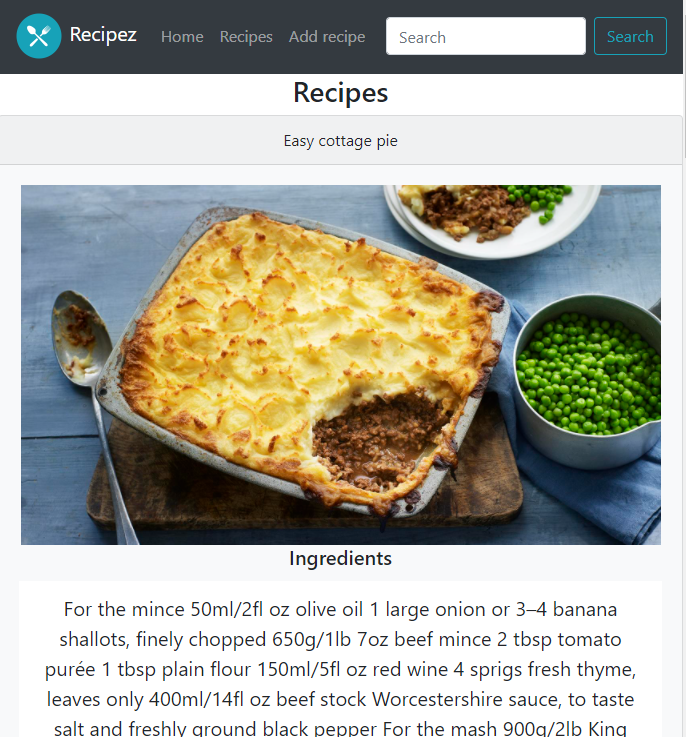 Recipez Home Recipes Add recipe Search Search
Recipes
Easy cottage pie
Ingredients
For the mince 50ml/2fl oz olive oil 1 large onion or 3–4 banana
shallots, finely chopped 650g/1lb 7oz beef mince 2 tbsp tomato
purée 1 tbsp plain flour 150ml/5fl oz red wine 4 sprigs fresh thyme,
leaves only 400ml/14fl oz beef stock Worcestershire sauce, to taste
salt and freshly ground black pepper For the mash 900g/2lb King